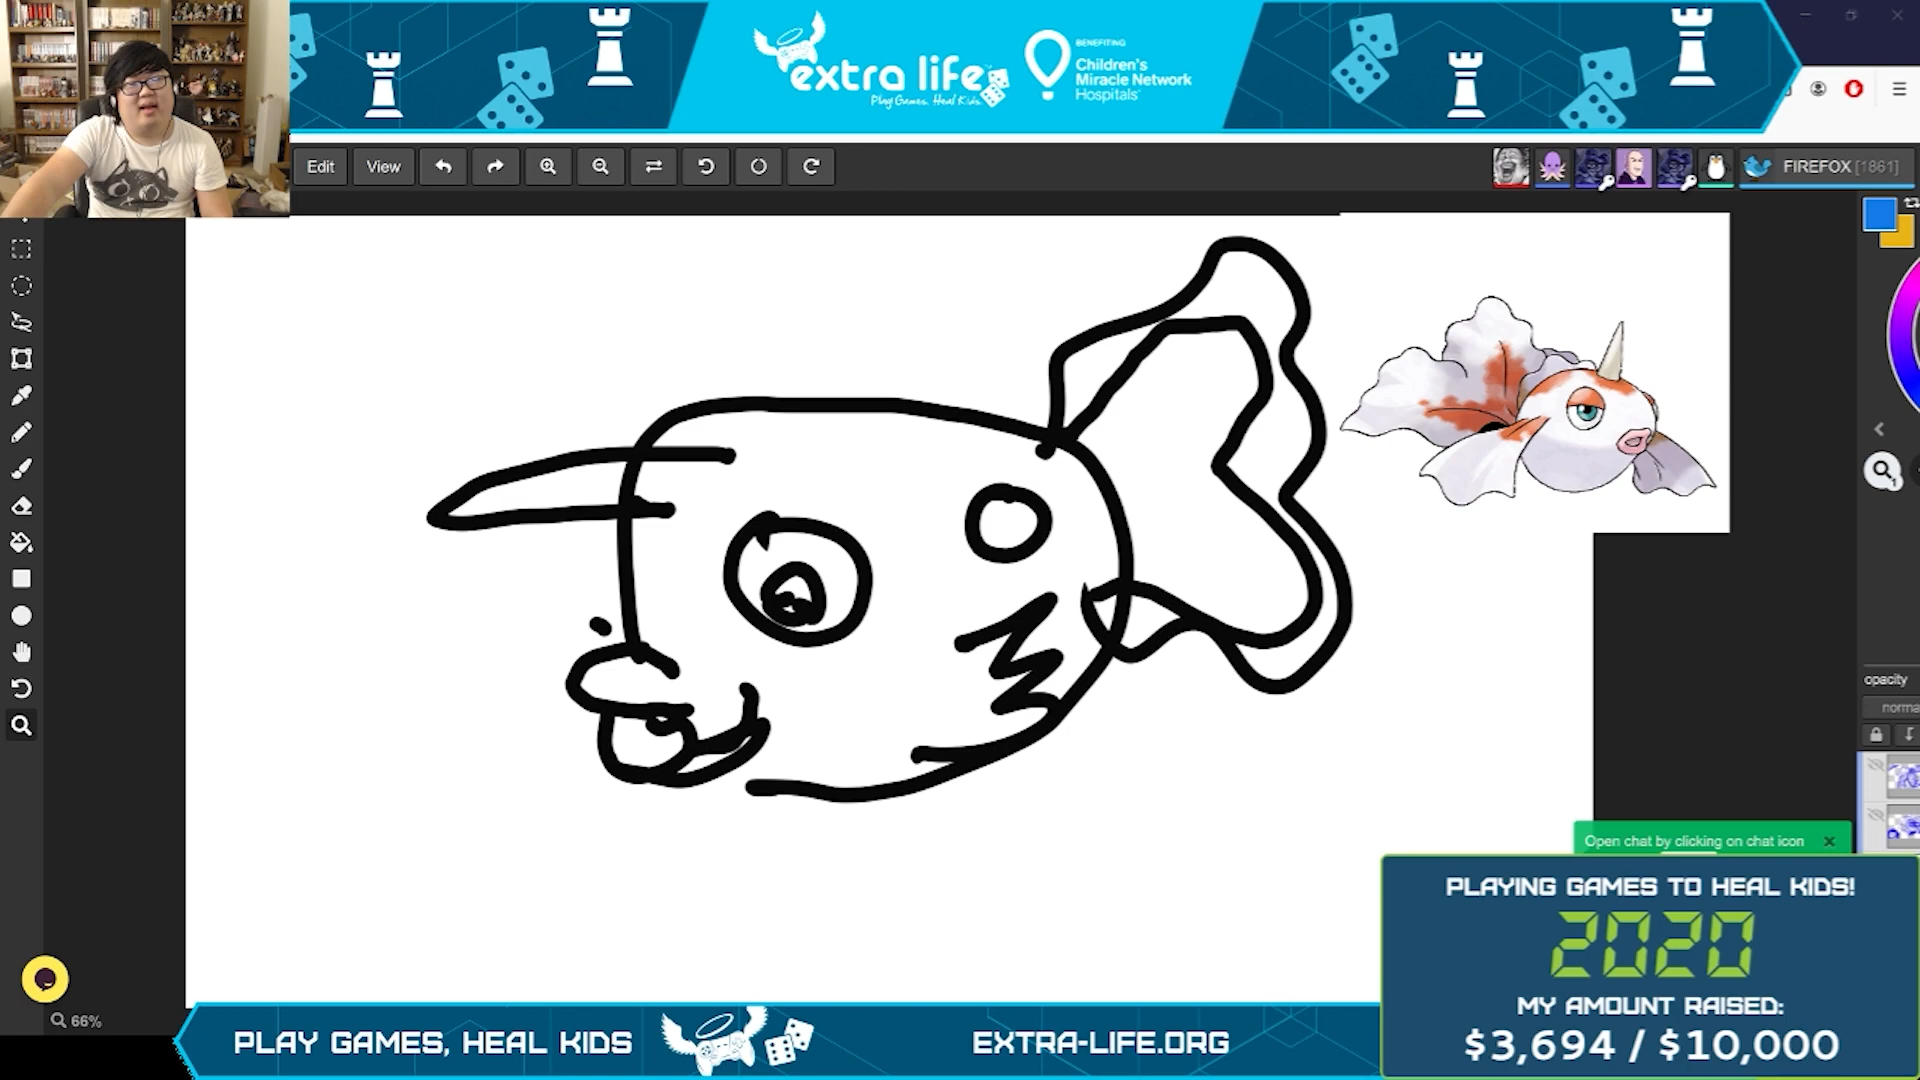 extra life
Play Games. Heal Kids.
BENEFITING
Children's
Miracle Network
Hospitals
Edit
View
FIREFOX [1861]
opacity
norma
Open chat by clicking on chat icon
PLAYING GAMES TO HEAL KIDS!
2020
MY AMOUNT RAISED:
$3,694 / $10,000
66%
PLAY GAMES, HEAL KIDS
EXTRA-LIFE.ORG